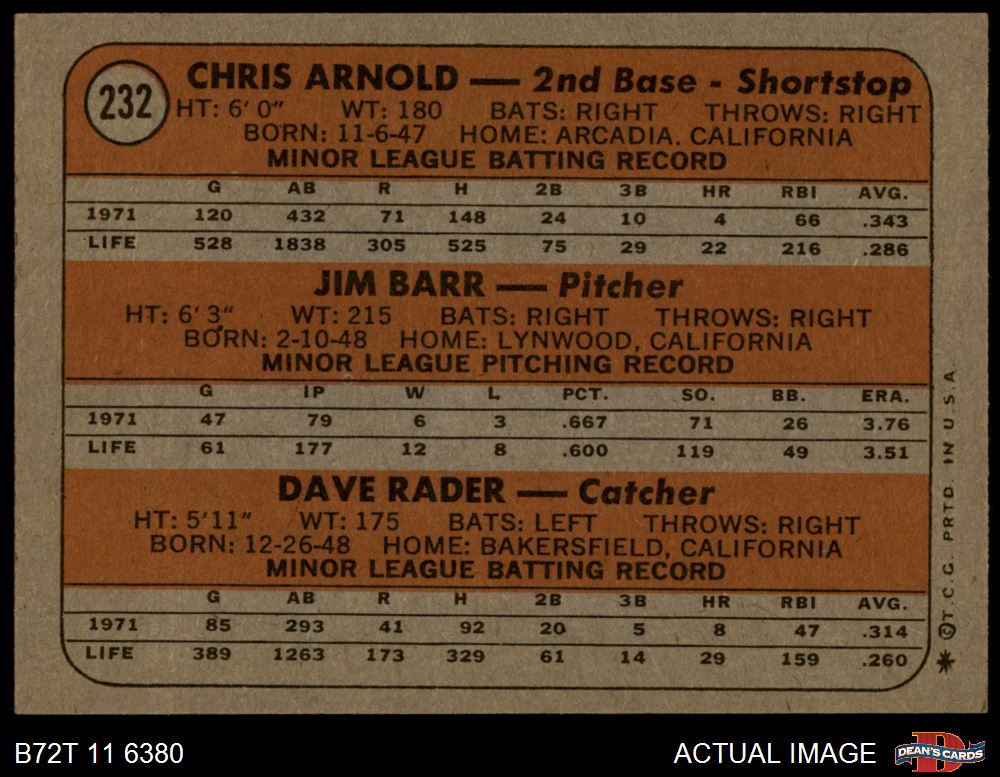 232
CHRIS ARNOLD — 2nd Base - Shortstop
HT: 6' 0" WT: 180 BATS: RIGHT THROWS: RIGHT
BORN: 11-6-47 HOME: ARCADIA. CALIFORNIA
MINOR LEAGUE BATTING RECORD
G AB R H 2B 3B HR RBI AVG.
1971 120 432 71 148 24 10 4 66 .343
LIFE 528 1838 305 525 75 29 22 216 .286
JIM BARR — Pitcher
HT: 6' 3" WT: 215 BATS: RIGHT THROWS: RIGHT
BORN: 2-10-48 HOME: LYNWOOD, CALIFORNIA
MINOR LEAGUE PITCHING RECORD
G IP W L PCT. SO. BB. ERA.
1971 47 79 6 3 .667 71 26 3.76
LIFE 61 177 12 8 .600 119 49 3.51
DAVE RADER — Catcher
HT: 5'11" WT: 175 BATS: LEFT THROWS: RIGHT
BORN: 12-26-48 HOME: BAKERSFIELD, CALIFORNIA
MINOR LEAGUE BATTING RECORD
G AB R H 2B 3B HR RBI AVG.
1971 85 293 41 92 20 5 8 47 .314
LIFE 389 1263 173 329 61 14 29 159 .260
*©T.C.G. PRTD. IN U.S.A.
B72T 11 6380
ACTUAL IMAGE
D
DEAN'S CARDS